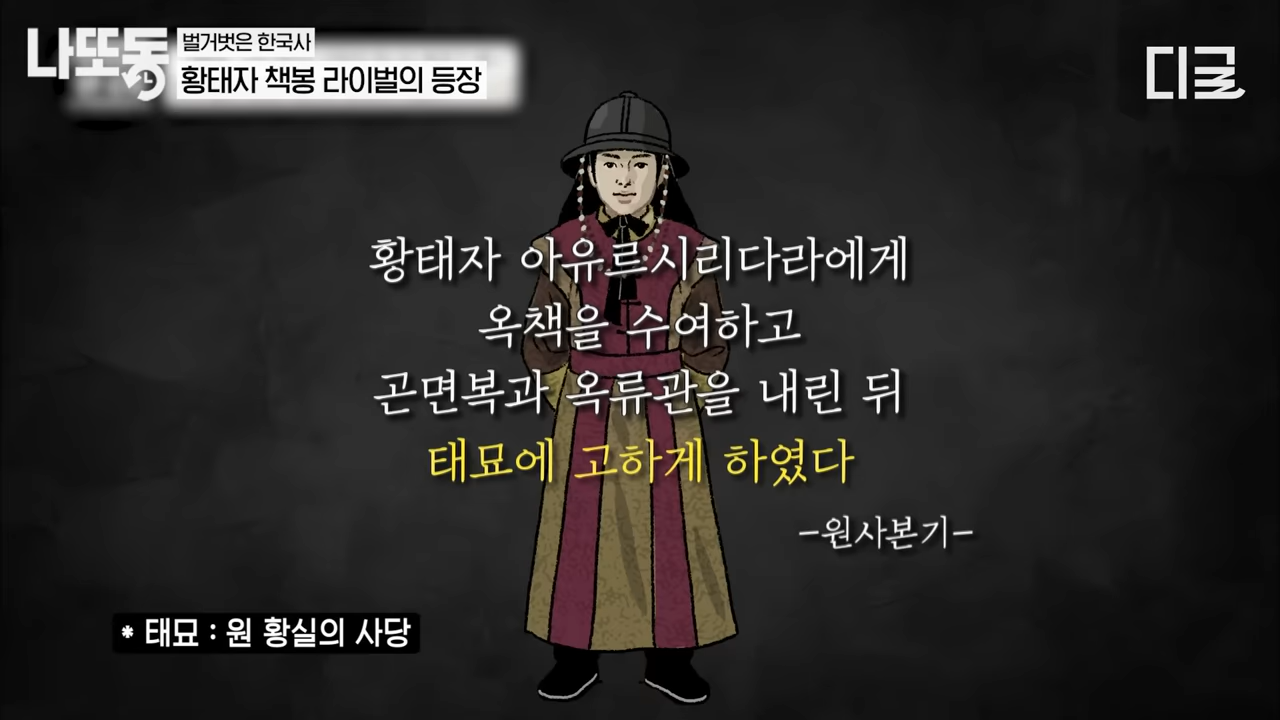 나또동
벌거벗은 한국사
황태자 책봉 라이벌의 등장
디글
황태자 아유르시리다라에게
옥책을 수여하고
곤면복과 옥류관을 내린 뒤
태묘에 고하게 하였다
-원사본기-
* 태묘 : 원 황실의 사당